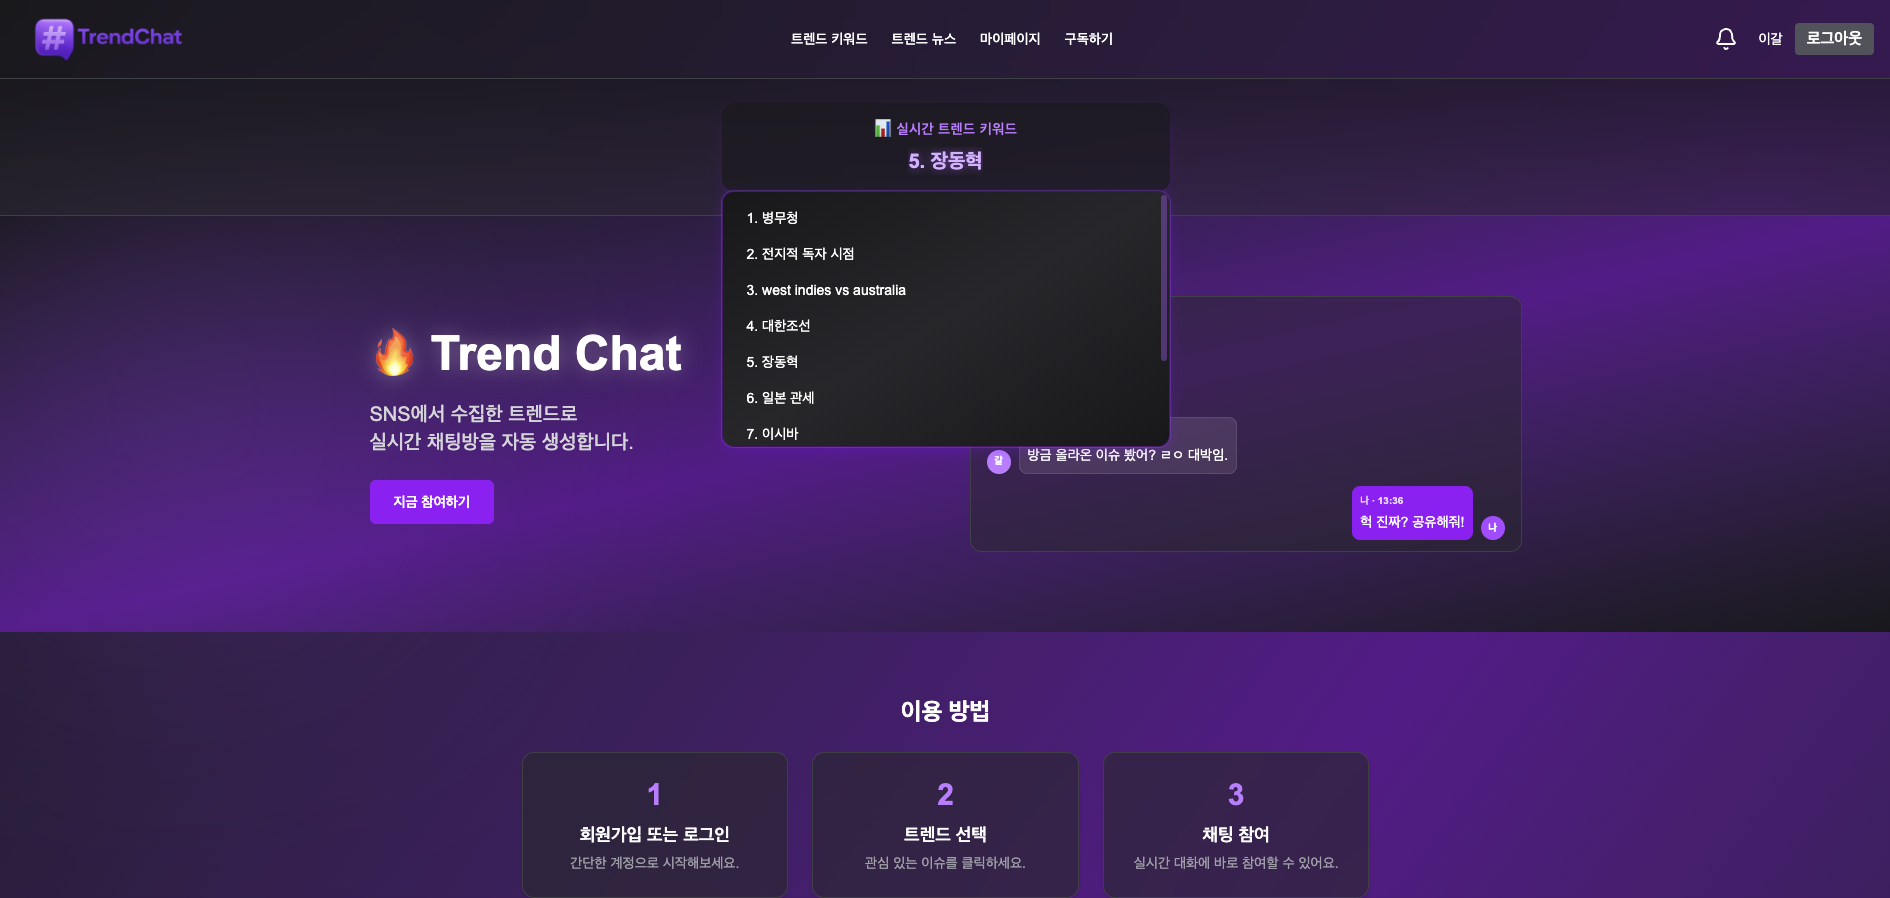 TrendChat
트렌드 키워드 트렌드 뉴스 마이페이지 구독하기
이갈 로그아웃
📊 실시간 트렌드 키워드
5. 장동혁
1. 병무청
2. 전지적 독자 시점
3. west indies vs australia
4. 대한조선
5. 장동혁
6. 일본 관세
7. 이시바
🔥 Trend Chat
SNS에서 수집한 트렌드로
실시간 채팅방을 자동 생성합니다.
지금 참여하기
갈
방금 올라온 이슈 봤어? ㄹㅇ 대박임.
나 · 13:36
헉 진짜? 공유해줘!
나
이용 방법
1
회원가입 또는 로그인
간단한 계정으로 시작해보세요.
2
트렌드 선택
관심 있는 이슈를 클릭하세요.
3
채팅 참여
실시간 대화에 바로 참여할 수 있어요.